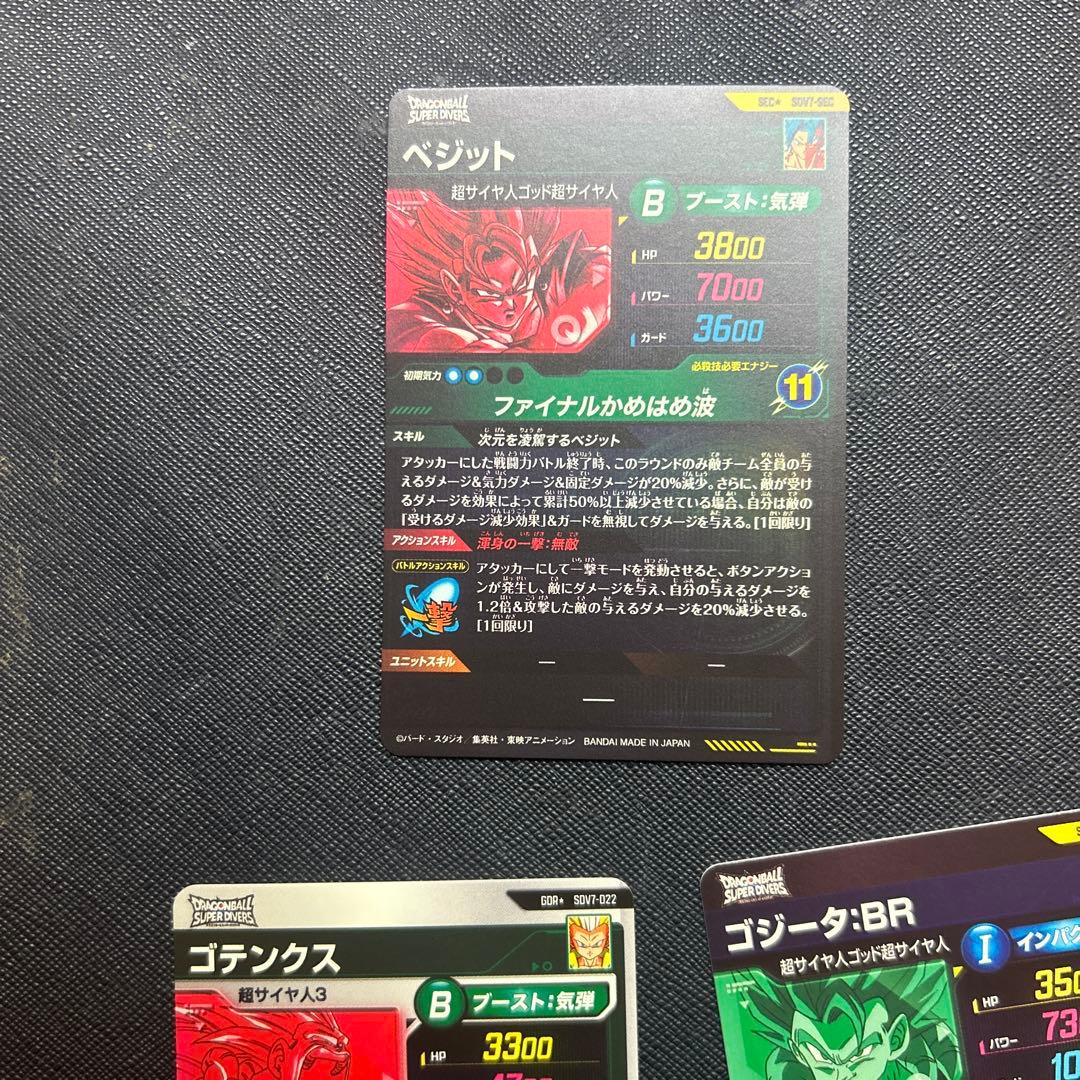 DRAGONBALL
SUPER DIVERS
SEC★ SDV7-SEC
ベジット
超サイヤ人ゴッド超サイヤ人
B ブースト:気弾
HP 3800
パワー 7000
ガード 3600
初期気力
必殺技必要エナジー
11
ファイナルかめはめ波
スキル 次元を凌駕するベジット
アタッカーにした戦闘力バトル終了時、このラウンドのみ敵チーム全員の与
えるダメージ&気力ダメージ&固定ダメージが20%減少。さらに、敵が受け
るダメージを効果によって累計50%以上減少させている場合、自分は敵の
「受けるダメージ減少効果」&ガードを無視してダメージを与える。[1回限り]
アクションスキル 渾身の一撃:無敵
バトルアクションスキル
一撃
アタッカーにして一撃モードを発動させると、ボタンアクショ
ンが発生し、敵にダメージを与え、自分の与えるダメージを
1.2倍&攻撃した敵の与えるダメージを20%減少させる。
[1回限り]
ユニットスキル — —
—
©バード・スタジオ/集英社・東映アニメーション BANDAI MADE IN JAPAN
DRAGONBALL
SUPER DIVERS
GDR★ SDV7-022
ゴテンクス
超サイヤ人3
B ブースト:気弾
HP 3300
DRAGONBALL
SUPER DIVERS
ゴジータ:BR
超サイヤ人ゴッド超サイヤ人
I インパク
HP 350
パワー 73
10